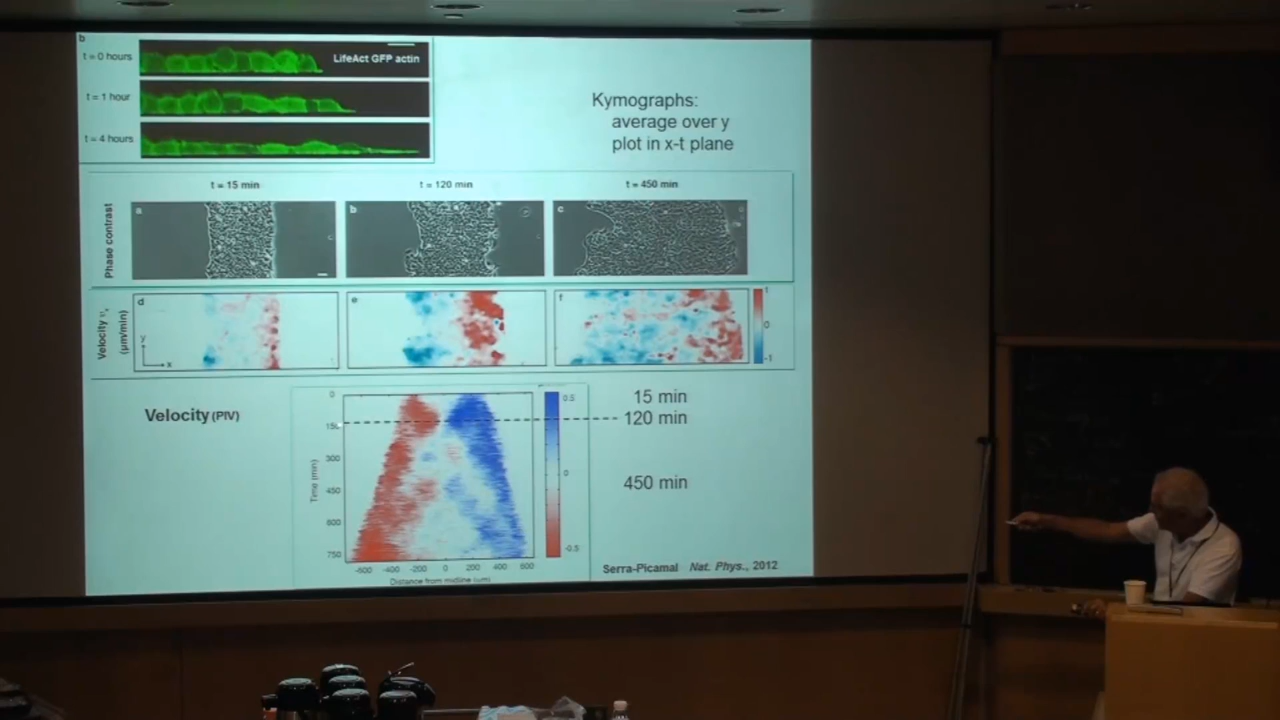 b
t = 0 hours
LifeAct GFP actin
t = 1 hour
t = 4 hours
Kymographs:
average over y
plot in x-t plane
t = 15 min
t = 120 min
t = 450 min
Phase contrast
a
b
c
Velocity
(μm/min)
d
e
f
y
x
1
0
-1
Velocity (PIV)
Time (min)
0
150
300
450
600
750
-600 -400 -200 0 200 400 600
Distance from midline (μm)
0.5
0
-0.5
15 min
120 min
450 min
Serra-Picamal Nat. Phys., 2012